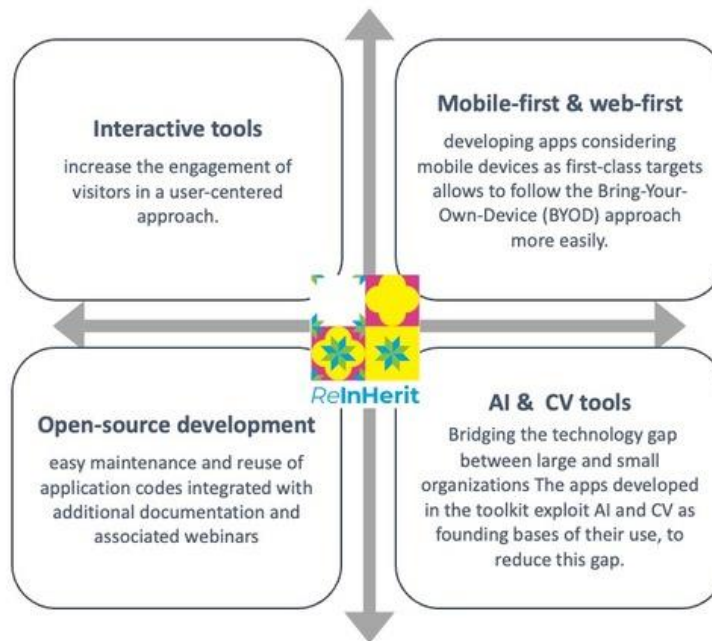 Interactive tools
increase the engagement of
visitors in a user-centered
approach.
Mobile-first & web-first
developing apps considering
mobile devices as first-class targets
allows to follow the Bring-Your-
Own-Device (BYOD) approach
more easily.
ReInHerit
Open-source development
easy maintenance and reuse of
application codes integrated with
additional documentation and
associated webinars
AI & CV tools
Bridging the technology gap
between large and small
organizations The apps developed
in the toolkit exploit AI and CV as
founding bases of their use, to
reduce this gap.